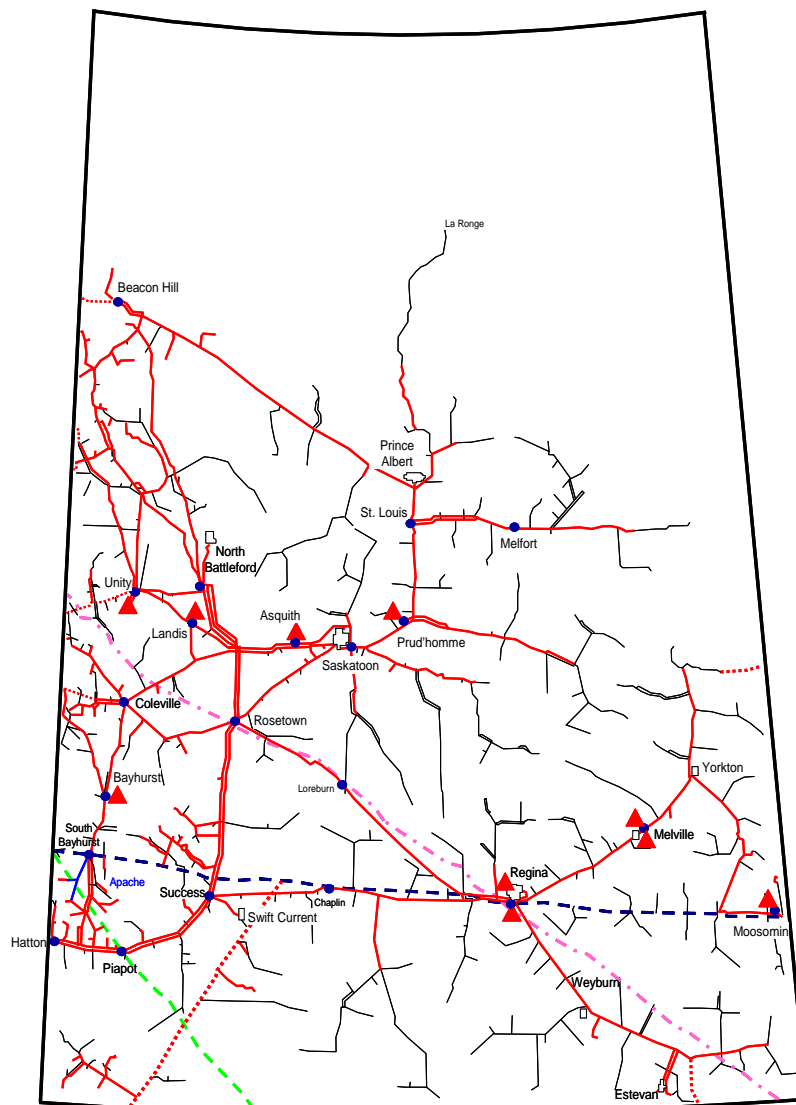 La Ronge
Beacon Hill
Prince
Albert
St. Louis
Melfort
North
Battleford
Unity
Landis
Asquith
Saskatoon
Prud'homme
Coleville
Rosetown
Bayhurst
Loreburn
Yorkton
South
Bayhurst
Melville
Apache
Success
Chaplin
Regina
Swift Current
Moosomin
Hatton
Piapot
Weyburn
Estevan